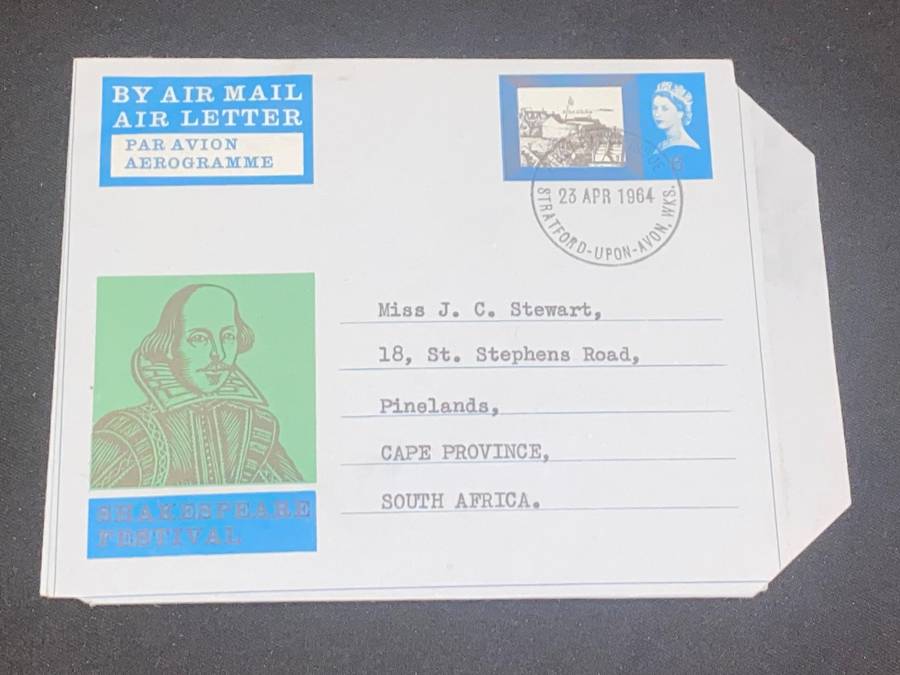 BY AIR MAIL
AIR LETTER
PAR AVION
AEROGRAMME
23 APR 1964
STRATFORD-UPON-AVON, WKS.
Miss J. C. Stewart,
18, St. Stephens Road,
Pinelands,
CAPE PROVINCE,
SOUTH AFRICA.
SHAKESPEARE
FESTIVAL